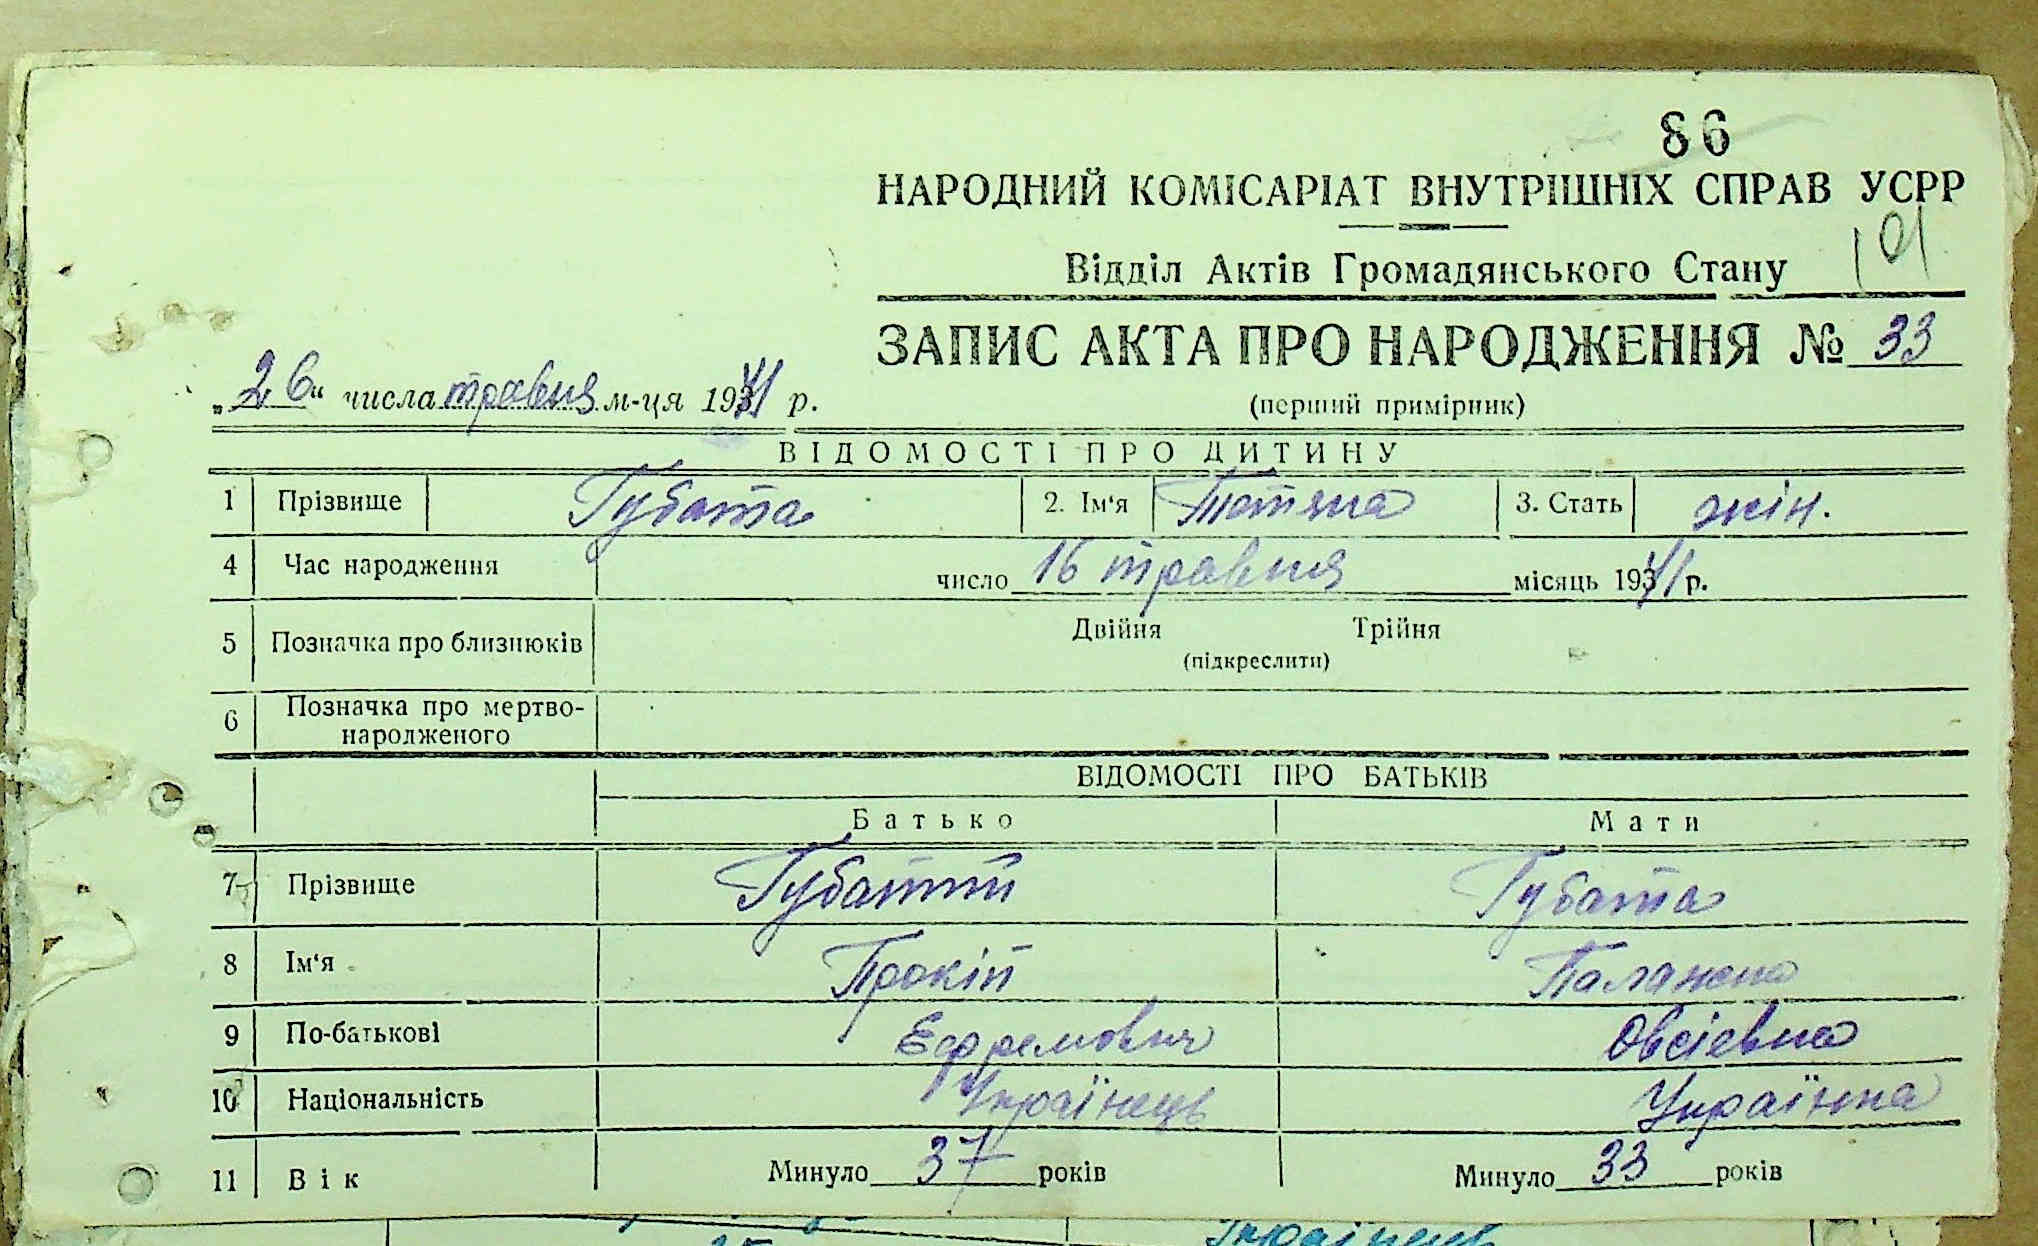 86
НАРОДНИЙ КОМІСАРІАТ ВНУТРІШНІХ СПРАВ УСРР
101
Відділ Актів Громадянського Стану
ЗАПИС АКТА ПРО НАРОДЖЕННЯ № 33
„26“ числа травня м-ця 1941 р.
(перший примірник)
ВІДОМОСТІ ПРО ДИТИНУ
1 Прізвище Губата 2. Ім‘я Тетяна 3. Стать жін.
4 Час народження число 16 травня місяць 1941 р.
5 Позначка про близнюків Двійня Трійня
(підкреслити)
6 Позначка про мертво-
народженого
ВІДОМОСТІ ПРО БАТЬКІВ
Батько Мати
7 Прізвище Губатий Губата
8 Ім‘я Прокіп
9 По-батькові Ефремович Овсіевна
10 Національність Українець Українка
11 Вік Минуло 37 років Минуло 33 років
Українець